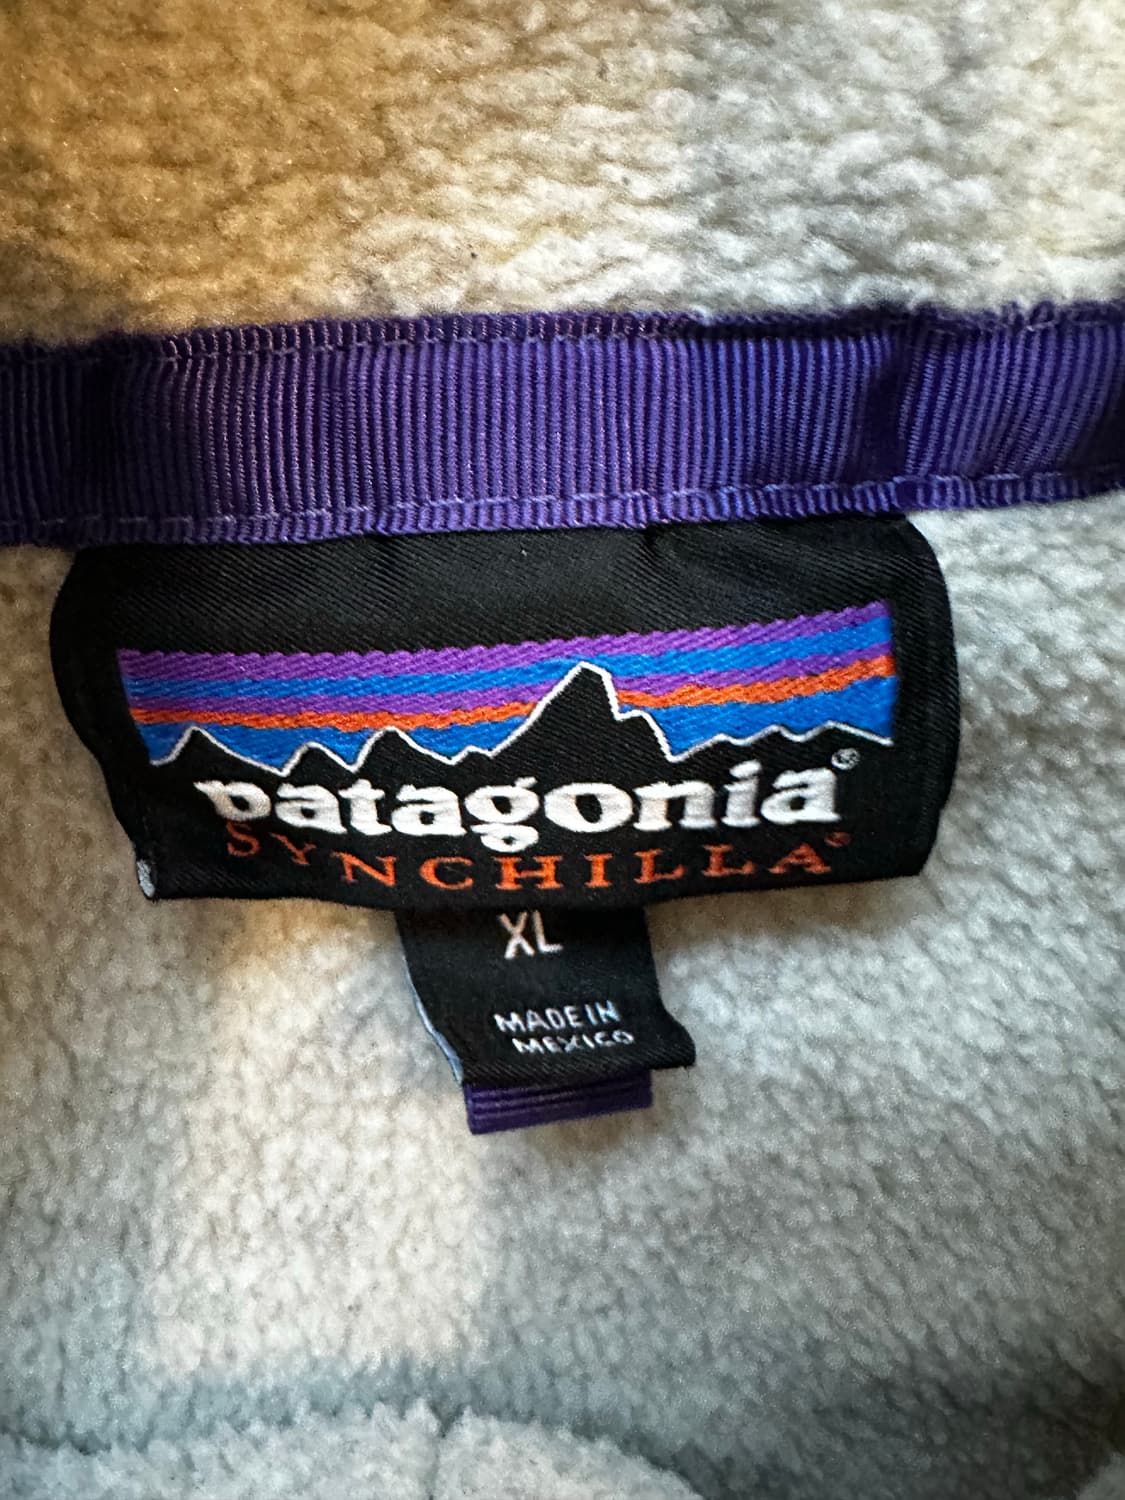 patagonia®
SYNCHILLA®
XL
MADE IN
MEXICO